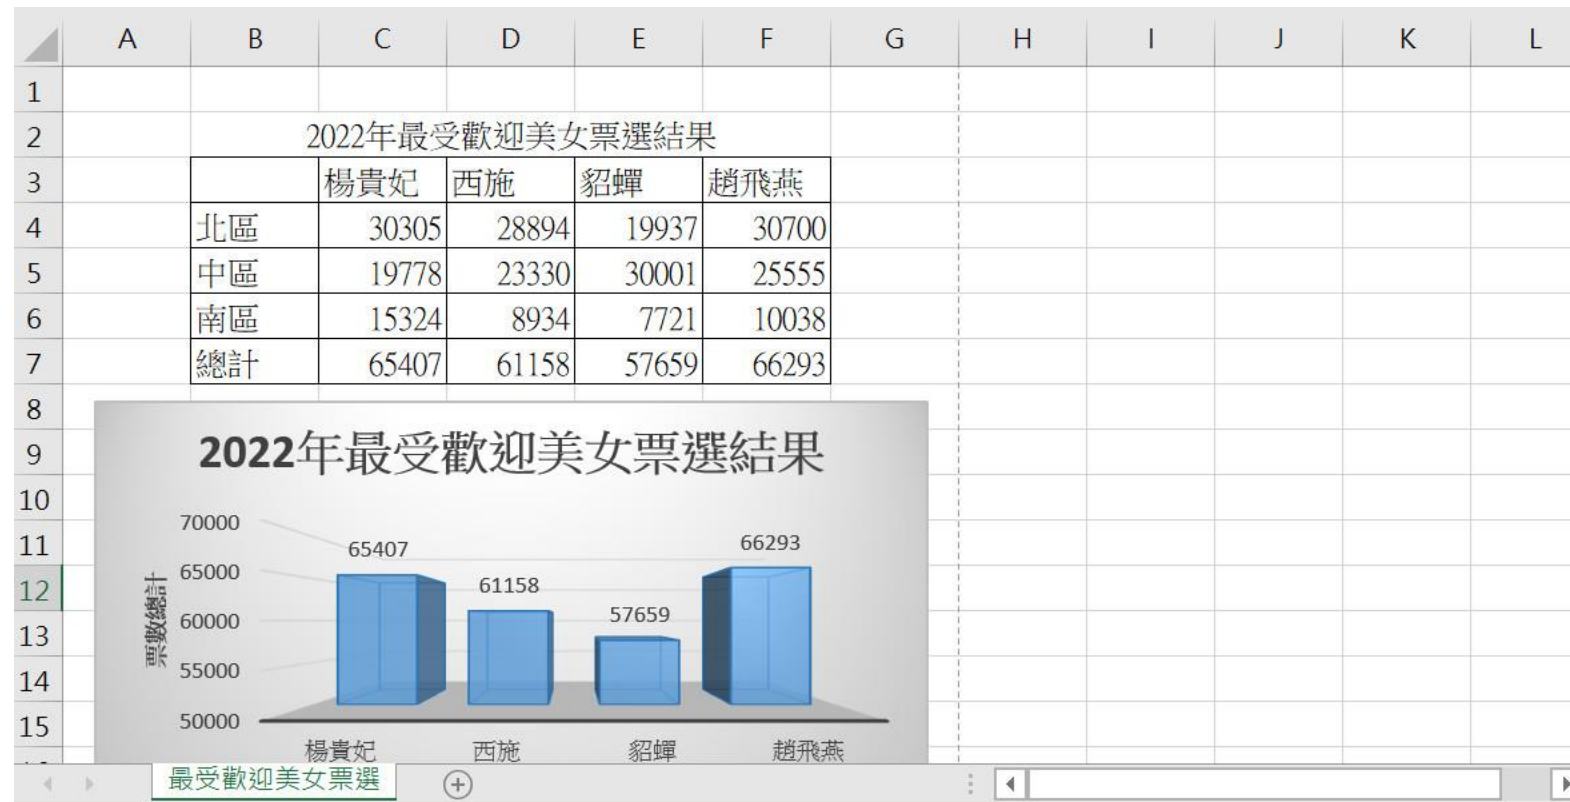 A B C D E F G H I J K L
1
2 2022年最受歡迎美女票選結果
3 楊貴妃 西施 貂蟬 趙飛燕
4 北區 30305 28894 19937 30700
5 中區 19778 23330 30001 25555
6 南區 15324 8934 7721 10038
7 總計 65407 61158 57659 66293
8
9
10
11
12
13
14
15
2022年最受歡迎美女票選結果
票數總計
70000
65000
60000
55000
50000
65407
61158
57659
66293
楊貴妃 西施 貂蟬 趙飛燕
最受歡迎美女票選